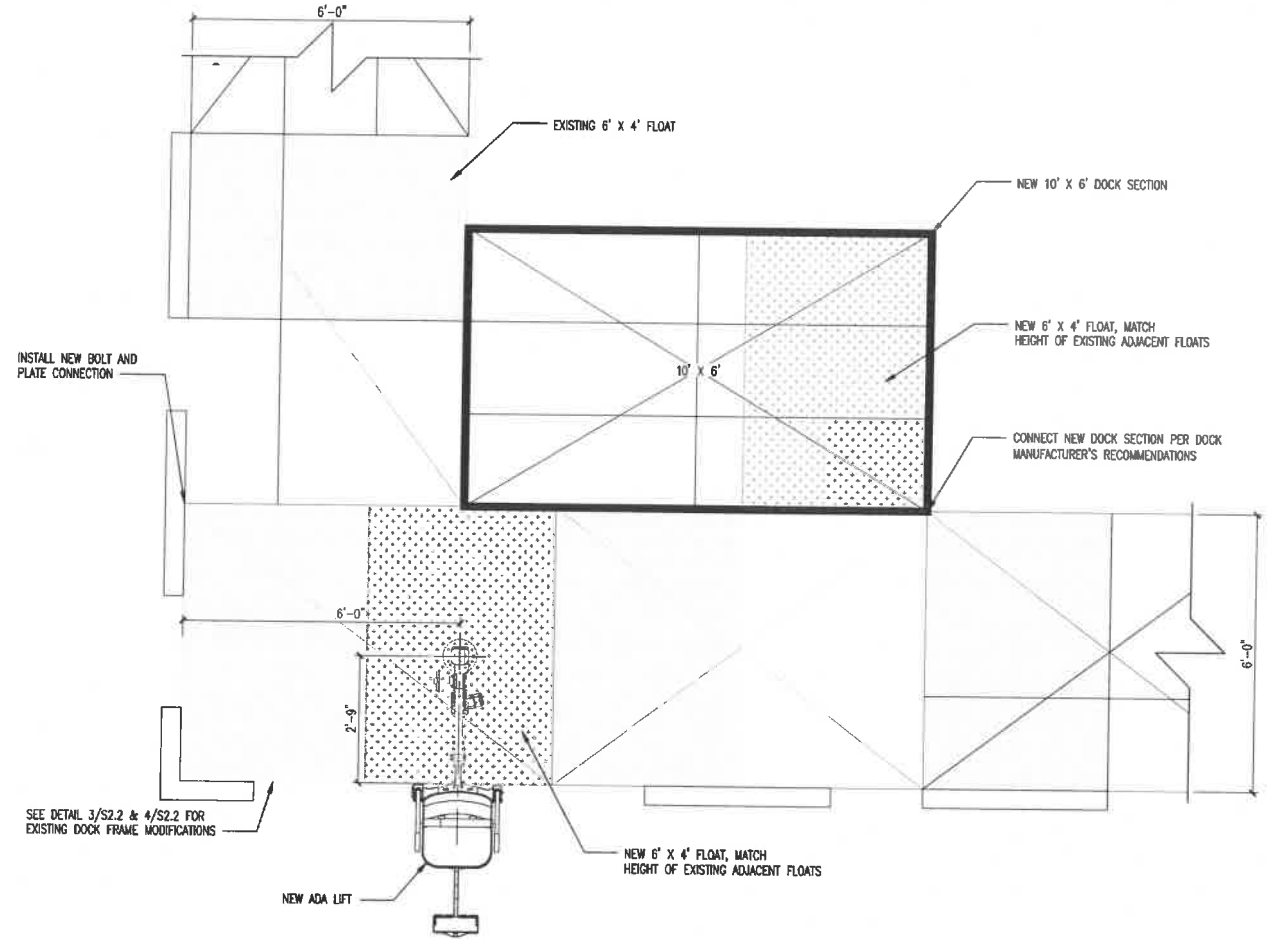 6'-0"
EXISTING 6' X 4' FLOAT
NEW 10' X 6' DOCK SECTION
NEW 6' X 4' FLOAT, MATCH
HEIGHT OF EXISTING ADJACENT FLOATS
INSTALL NEW BOLT AND
PLATE CONNECTION
10' X 6'
CONNECT NEW DOCK SECTION PER DOCK
MANUFACTURER'S RECOMMENDATIONS
6'-0"
6'-0"
2'-9"
SEE DETAIL 3/S2.2 & 4/S2.2 FOR
EXISTING DOCK FRAME MODIFICATIONS
NEW 6' X 4' FLOAT, MATCH
HEIGHT OF EXISTING ADJACENT FLOATS
NEW ADA LIFT